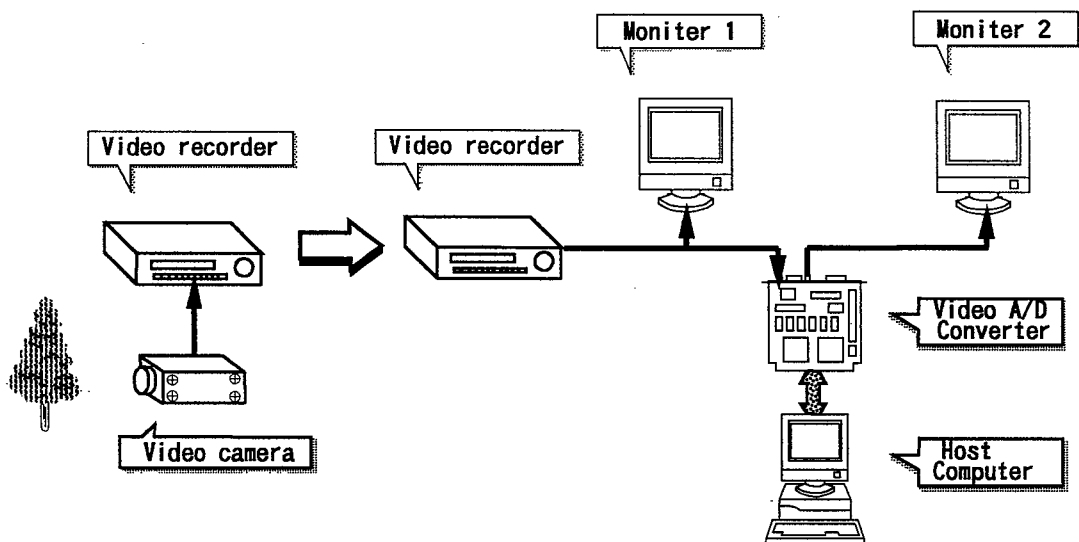 Moniter 1
Moniter 2
Video recorder
Video recorder
Video A/D
Converter
Video camera
Host
Computer